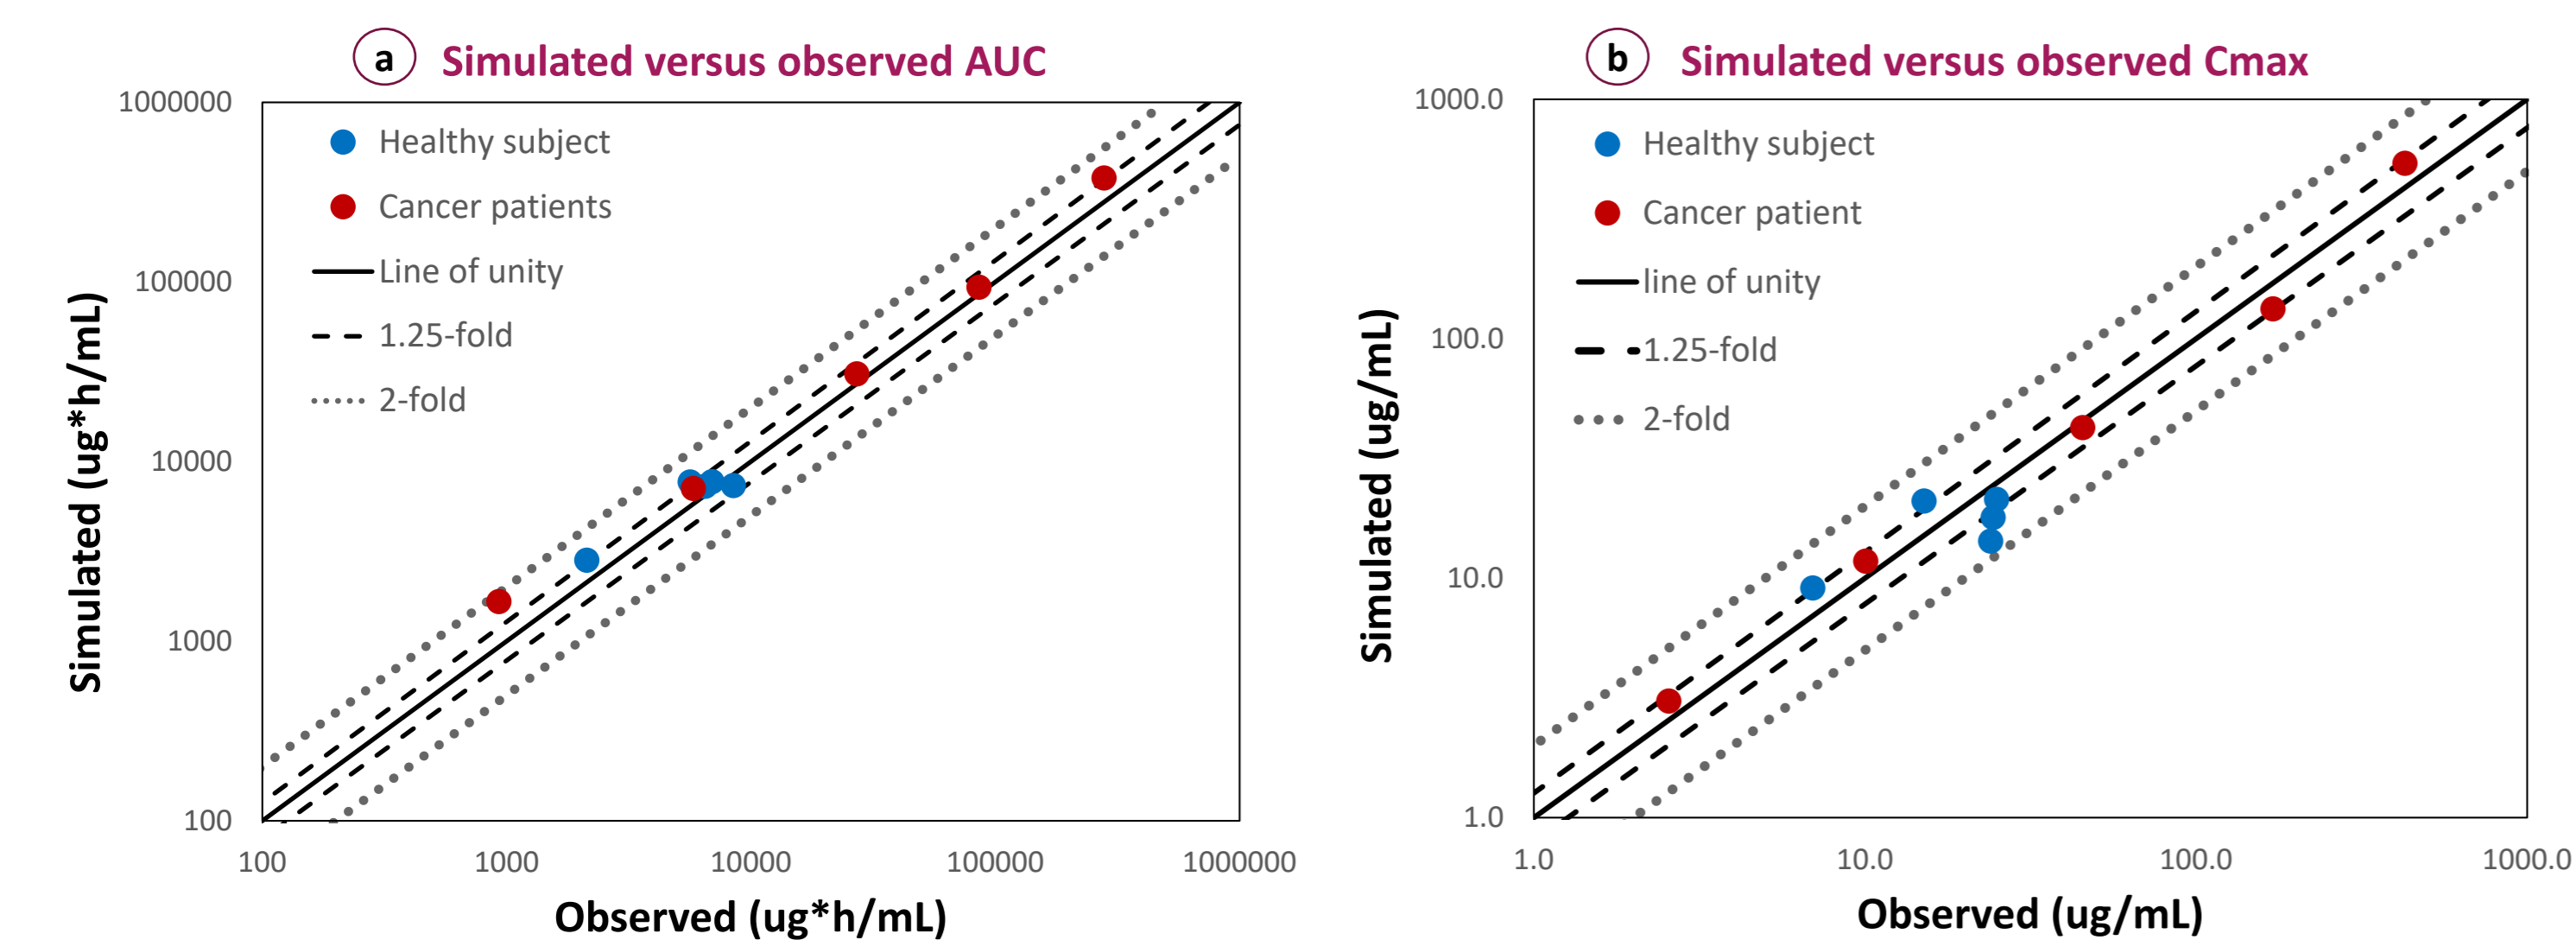 a Simulated versus observed AUC
Simulated (ug*h/mL)
1000000
100000
10000
1000
100
Healthy subject
Cancer patients
Line of unity
1.25-fold
2-fold
100 1000 10000 100000 1000000
Observed (ug*h/mL)
b Simulated versus observed Cmax
Simulated (ug/mL)
1000.0
100.0
10.0
1.0
Healthy subject
Cancer patient
line of unity
1.25-fold
2-fold
1.0 10.0 100.0 1000.0
Observed (ug/mL)